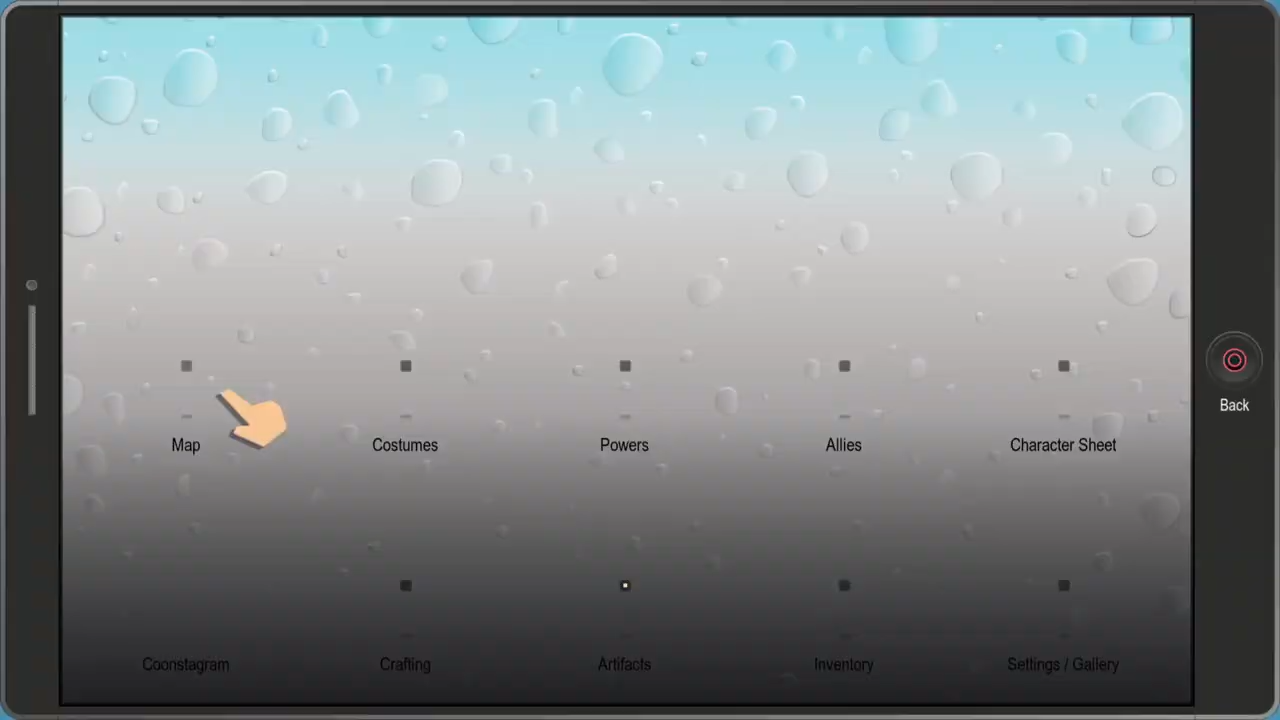 Map
Costumes
Powers
Allies
Character Sheet
Back
Coonstagram
Crafting
Artifacts
Inventory
Settings / Gallery